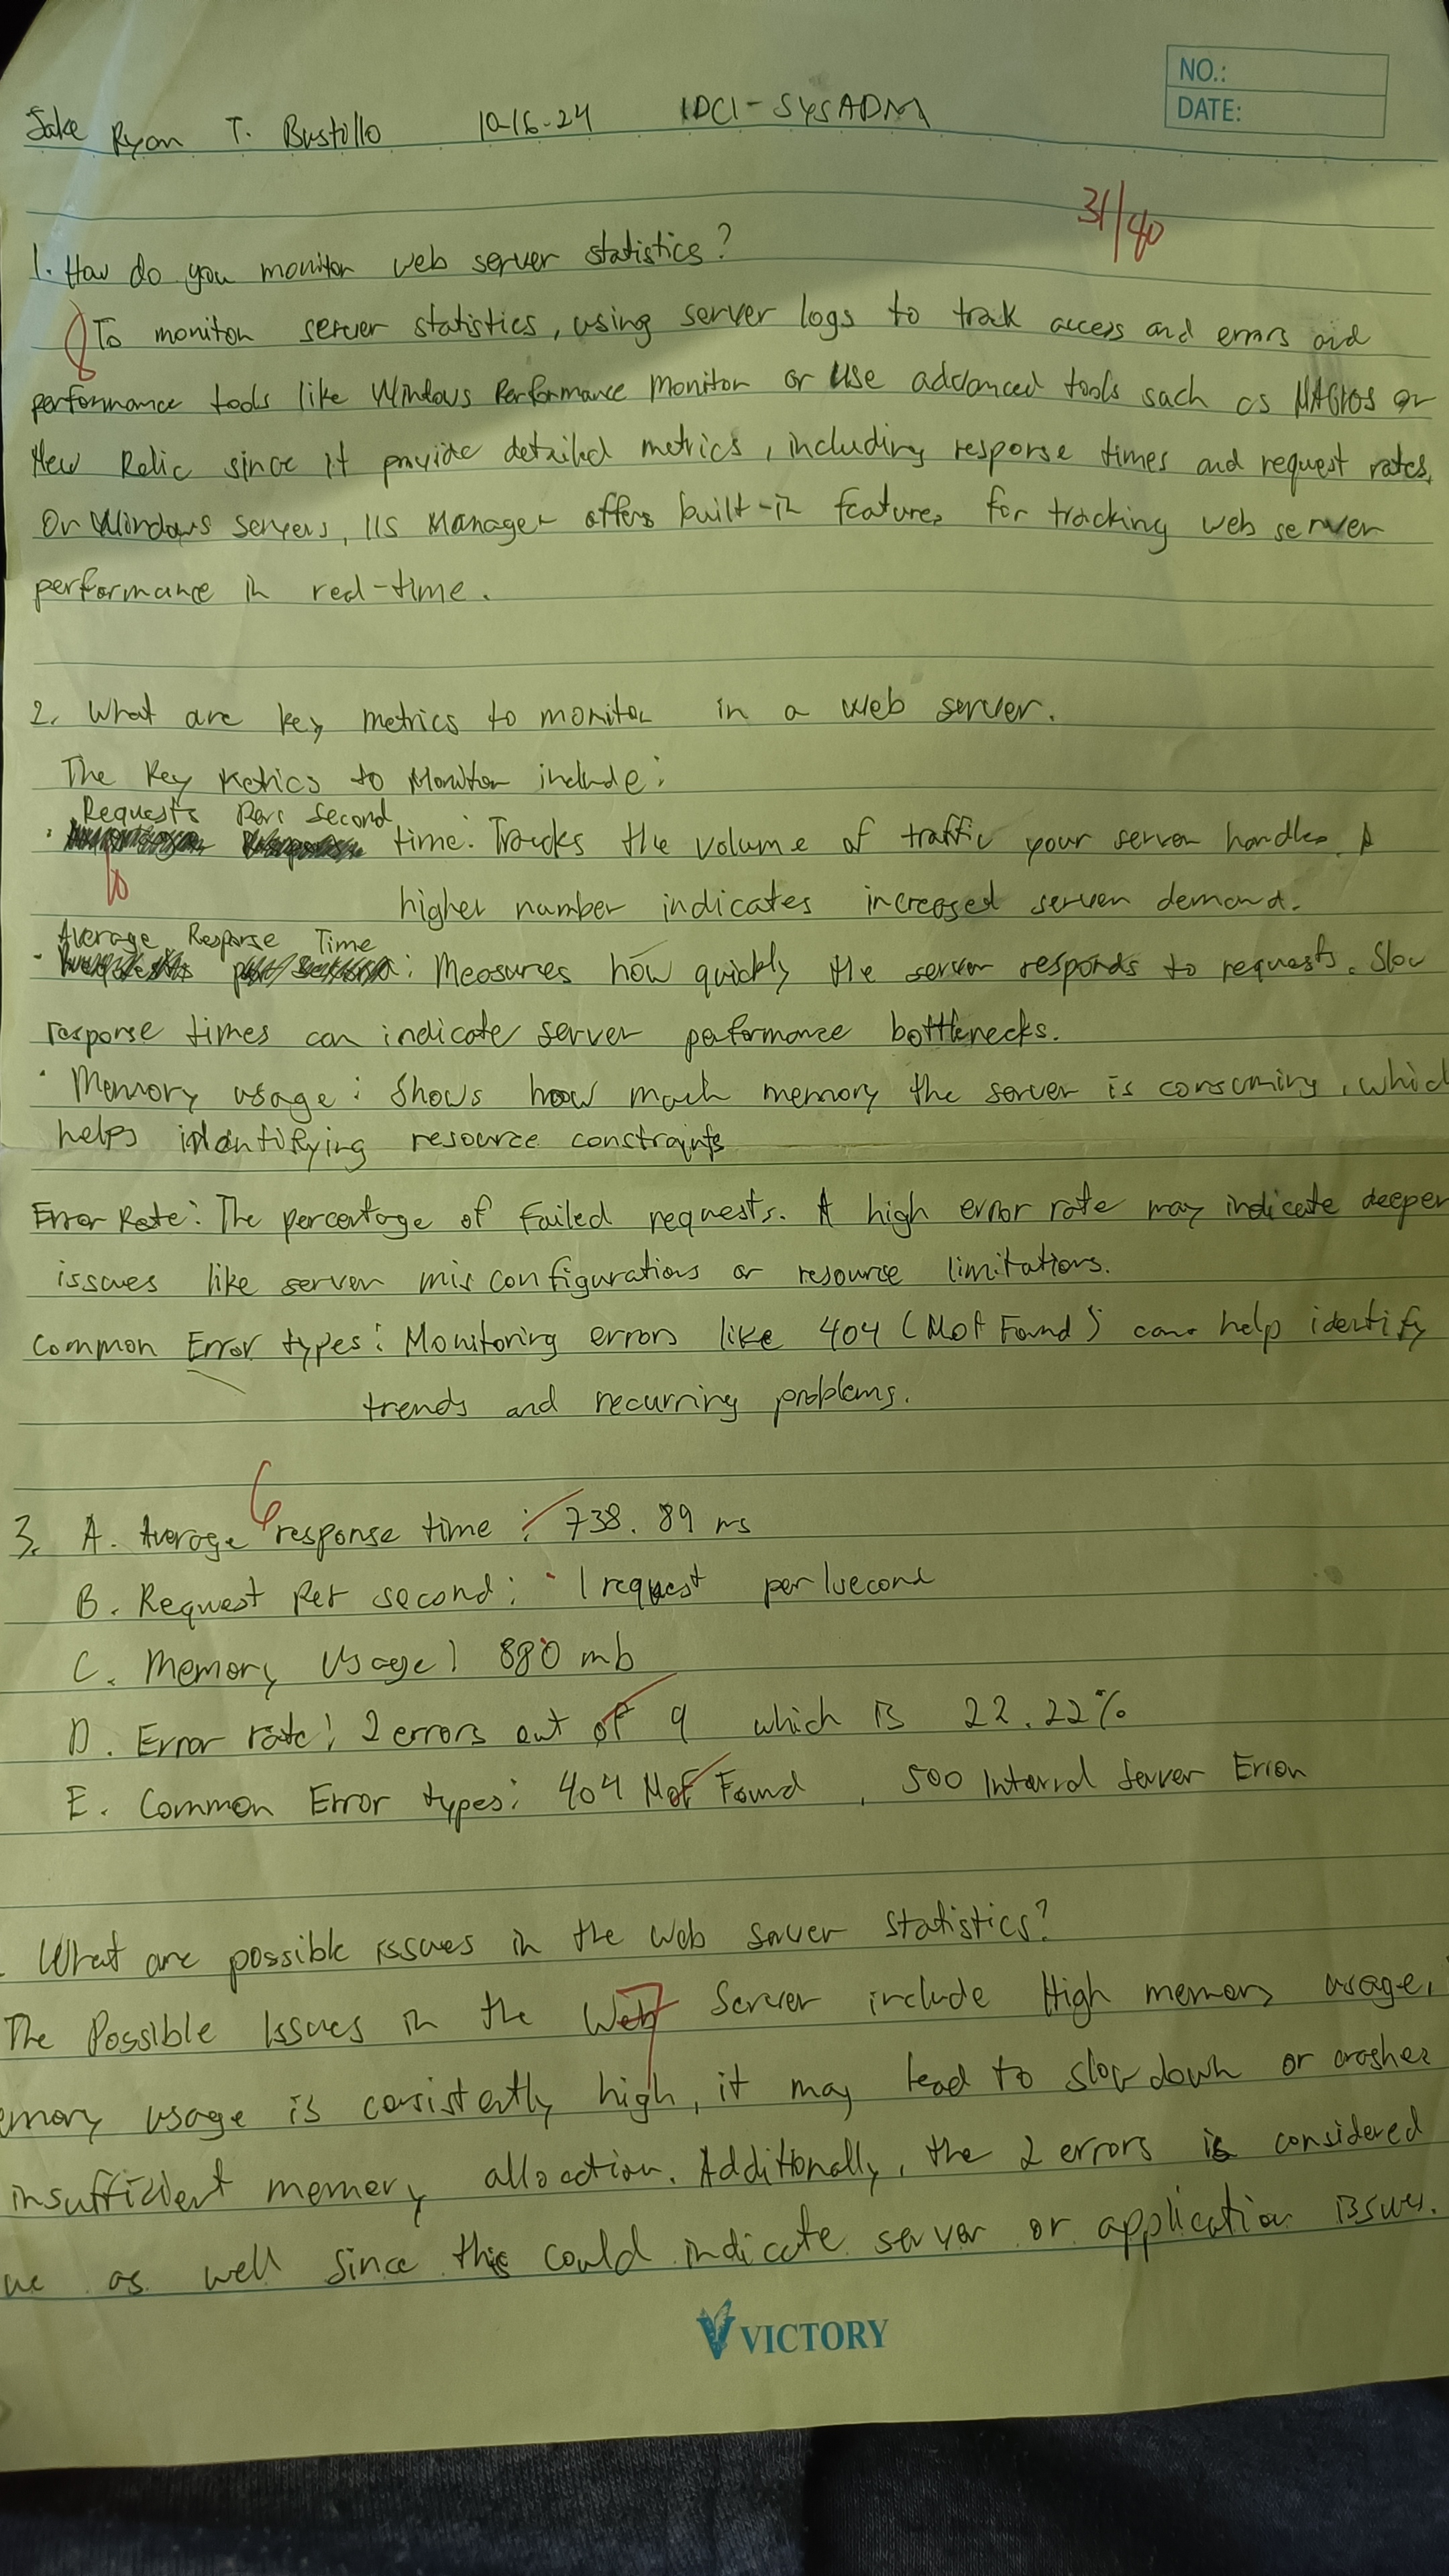 NO.:
DATE:
Jake Ryan T. Bustillo 10-16-24 IDC1-SYSADM
31/40
1. How do you monitor web server statistics?
8
To monitor server statistics, using server logs to track access and errors and
performance tools like Windows Performance Monitor or Use advanced tools such as NAGIOS or
New Relic since it provide detailed metrics, including response times and request rates.
On Windows servers, IIS Manager offers built-in features for tracking web server
performance in real-time.
2. What are key metrics to monitor in a web server.
The Key Metrics to Monitor include:
Requests Per Second
· time: Tracks the volume of traffic your server handles. A
10
higher number indicates increased server demand.
Average Response Time
· : Measures how quickly the server responds to requests. Slow
response times can indicate server peformance bottlenecks.
· Memory usage: Shows how much memory the server is consuming, which
helps identifying resource constraints
Error Rate: The percentage of Failed requests. A high error rate may indicate deeper
issues like server misconfigurations or resource limitations.
Common Error types: Monitoring errors like 404 (Not Found) can help identify
trends and recurring problems.
6
3. A. Average response time: 738.89 ms
B. Request Per second: 1 request per 1second
C. Memory Usage: 880 mb
D. Error rate: 2 errors out of 9 which is 22.22%
E. Common Error types: 404 Not Found, 500 Internal Server Error
. What are possible issues in the Web Server Statistics?
7
The Possible Issues in the Web Server include High memory usage,
emory usage is consistently high, it may lead to slow down or crashes
insufficient memory allocation. Additionally, the 2 errors is considered
ue as well since this could indicate server or application issues.
VICTORY